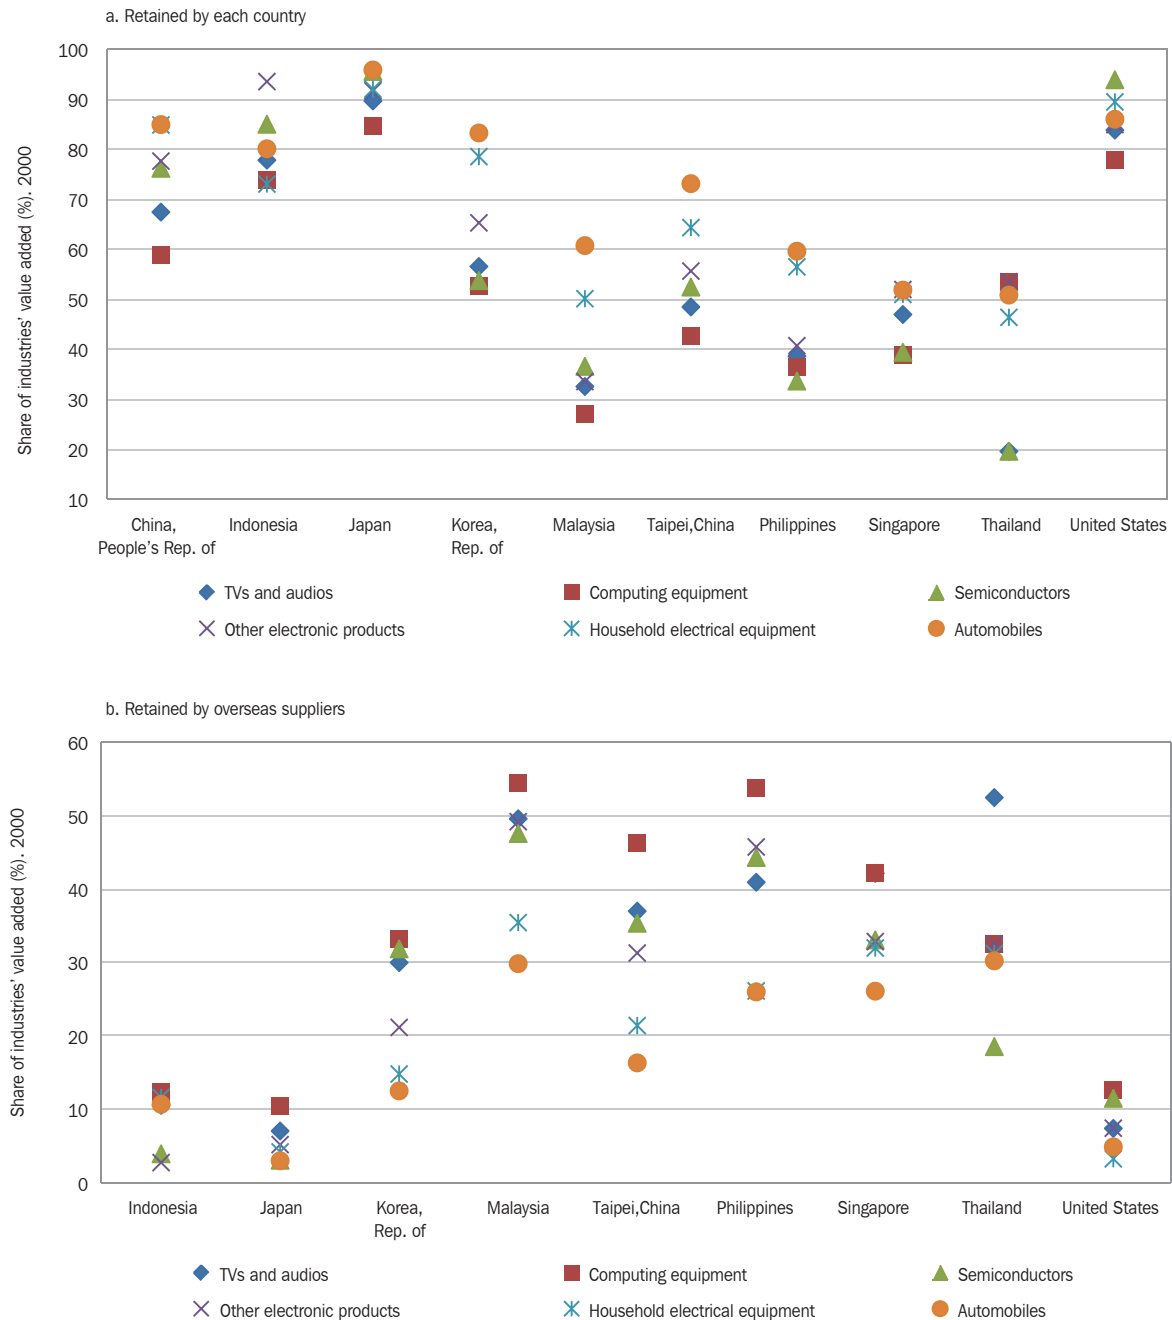 a. Retained by each country
Share of industries' value added (%). 2000
100
90
80
70
60
50
40
30
20
10
China,
People's Rep. of
Indonesia
Japan
Korea,
Rep. of
Malaysia
Taipei,China
Philippines
Singapore
Thailand
United States
TVs and audios
Computing equipment
Semiconductors
Other electronic products
Household electrical equipment
Automobiles
b. Retained by overseas suppliers
Share of industries' value added (%). 2000
60
50
40
30
20
10
0
Indonesia
Japan
Korea,
Rep. of
Malaysia
Taipei,China
Philippines
Singapore
Thailand
United States
TVs and audios
Computing equipment
Semiconductors
Other electronic products
Household electrical equipment
Automobiles